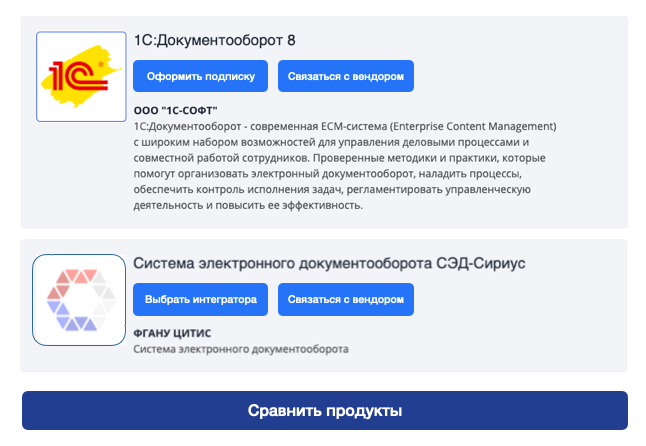 1С
1С:Документооборот 8
Оформить подписку
Связаться с вендором
ООО "1С-СОФТ"
1С:Документооборот - современная ECM-система (Enterprise Content Management)
с широким набором возможностей для управления деловыми процессами и
совместной работой сотрудников. Проверенные методики и практики, которые
помогут организовать электронный документооборот, наладить процессы,
обеспечить контроль исполнения задач, регламентировать управленческую
деятельность и повысить ее эффективность.
Система электронного документооборота СЭД-Сириус
Выбрать интегратора
Связаться с вендором
ФГАНУ ЦИТИС
Система электронного документооборота
Сравнить продукты